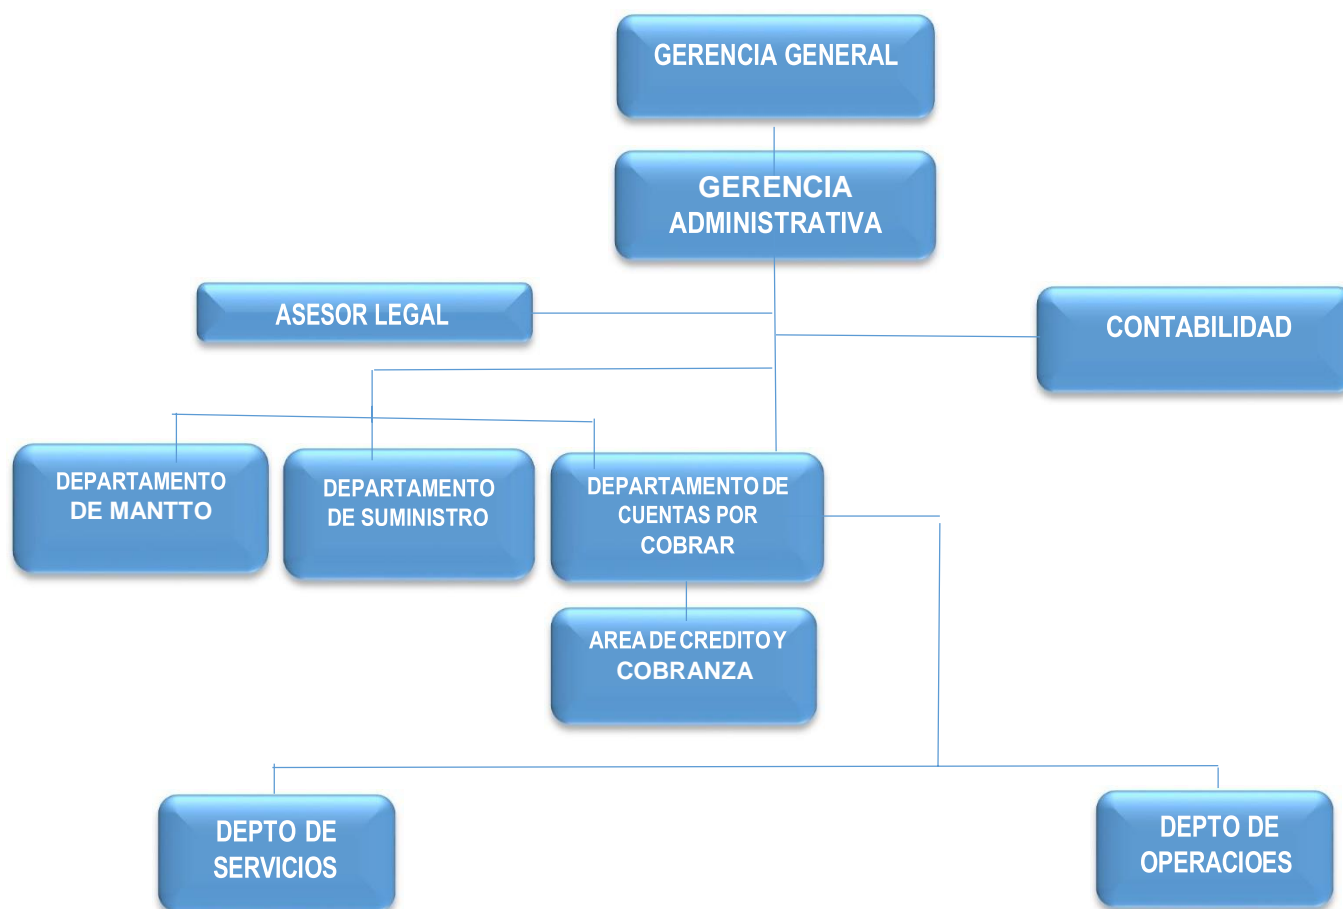 GERENCIA GENERAL
GERENCIA
ADMINISTRATIVA
ASESOR LEGAL
CONTABILIDAD
DEPARTAMENTO
DE MANTTO
DEPARTAMENTO
DE SUMINISTRO
DEPARTAMENTO DE
CUENTAS POR
COBRAR
AREA DE CREDITO Y
COBRANZA
DEPTO DE
SERVICIOS
DEPTO DE
OPERACIOES